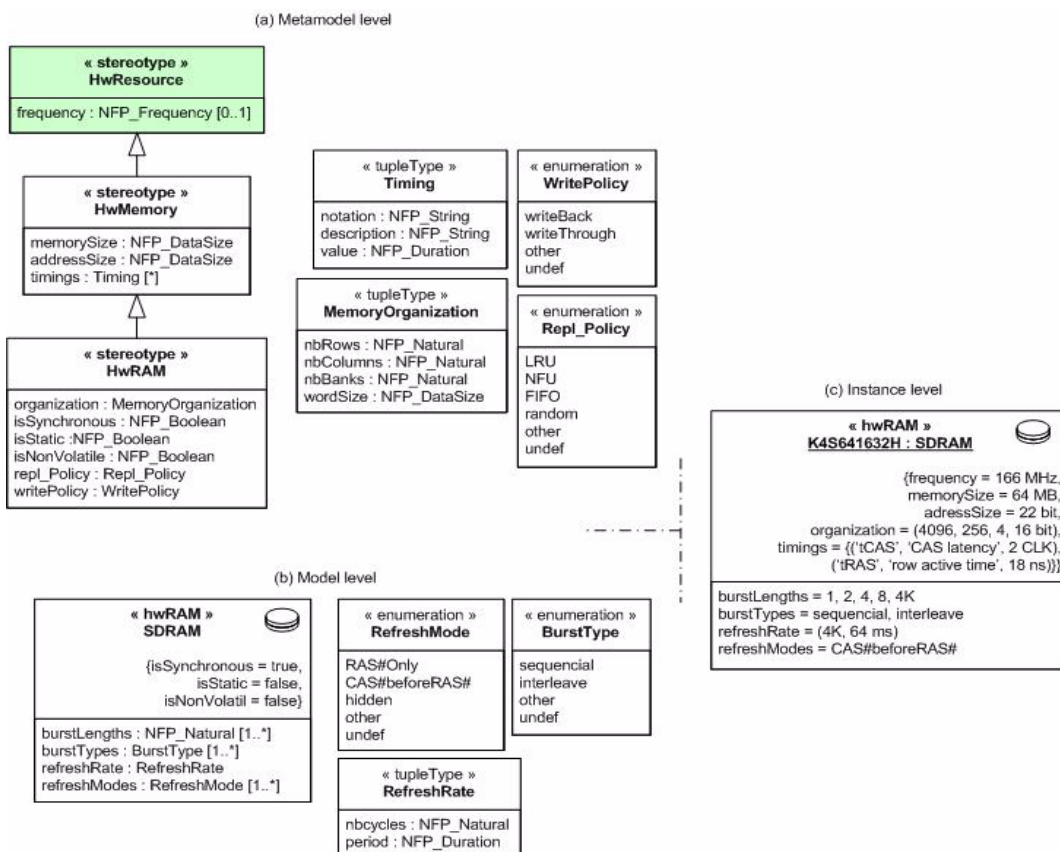 (a) Metamodel level
« stereotype »
HwResource
frequency : NFP_Frequency [0..1]
« stereotype »
HwMemory
memorySize : NFP_DataSize
addressSize : NFP_DataSize
timings : Timing [*]
« stereotype »
HwRAM
organization : MemoryOrganization
isSynchronous : NFP_Boolean
isStatic :NFP_Boolean
isNonVolatile : NFP_Boolean
repl_Policy : Repl_Policy
writePolicy : WritePolicy
« tupleType »
Timing
notation : NFP_String
description : NFP_String
value : NFP_Duration
« enumeration »
WritePolicy
writeBack
writeThrough
other
undef
« tupleType »
MemoryOrganization
nbRows : NFP_Natural
nbColumns : NFP_Natural
nbBanks : NFP_Natural
wordSize : NFP_DataSize
« enumeration »
Repl_Policy
LRU
NFU
FIFO
random
other
undef
(b) Model level
« hwRAM »
SDRAM
{isSynchronous = true,
isStatic = false,
isNonVolatil = false}
burstLengths : NFP_Natural [1..*]
burstTypes : BurstType [1..*]
refreshRate : RefreshRate
refreshModes : RefreshMode [1..*]
« enumeration »
RefreshMode
RAS#Only
CAS#beforeRAS#
hidden
other
undef
« enumeration »
BurstType
sequencial
interleave
other
undef
« tupleType »
RefreshRate
nbcycles : NFP_Natural
period : NFP_Duration
(c) Instance level
« hwRAM »
K4S641632H : SDRAM
{frequency = 166 MHz,
memorySize = 64 MB,
adressSize = 22 bit,
organization = (4096, 256, 4, 16 bit),
timings = {(‘tCAS’, ‘CAS latency’, 2 CLK),
(‘tRAS’, ‘row active time’, 18 ns)}}
burstLengths = 1, 2, 4, 8, 4K
burstTypes = sequencial, interleave
refreshRate = (4K, 64 ms)
refreshModes = CAS#beforeRAS#